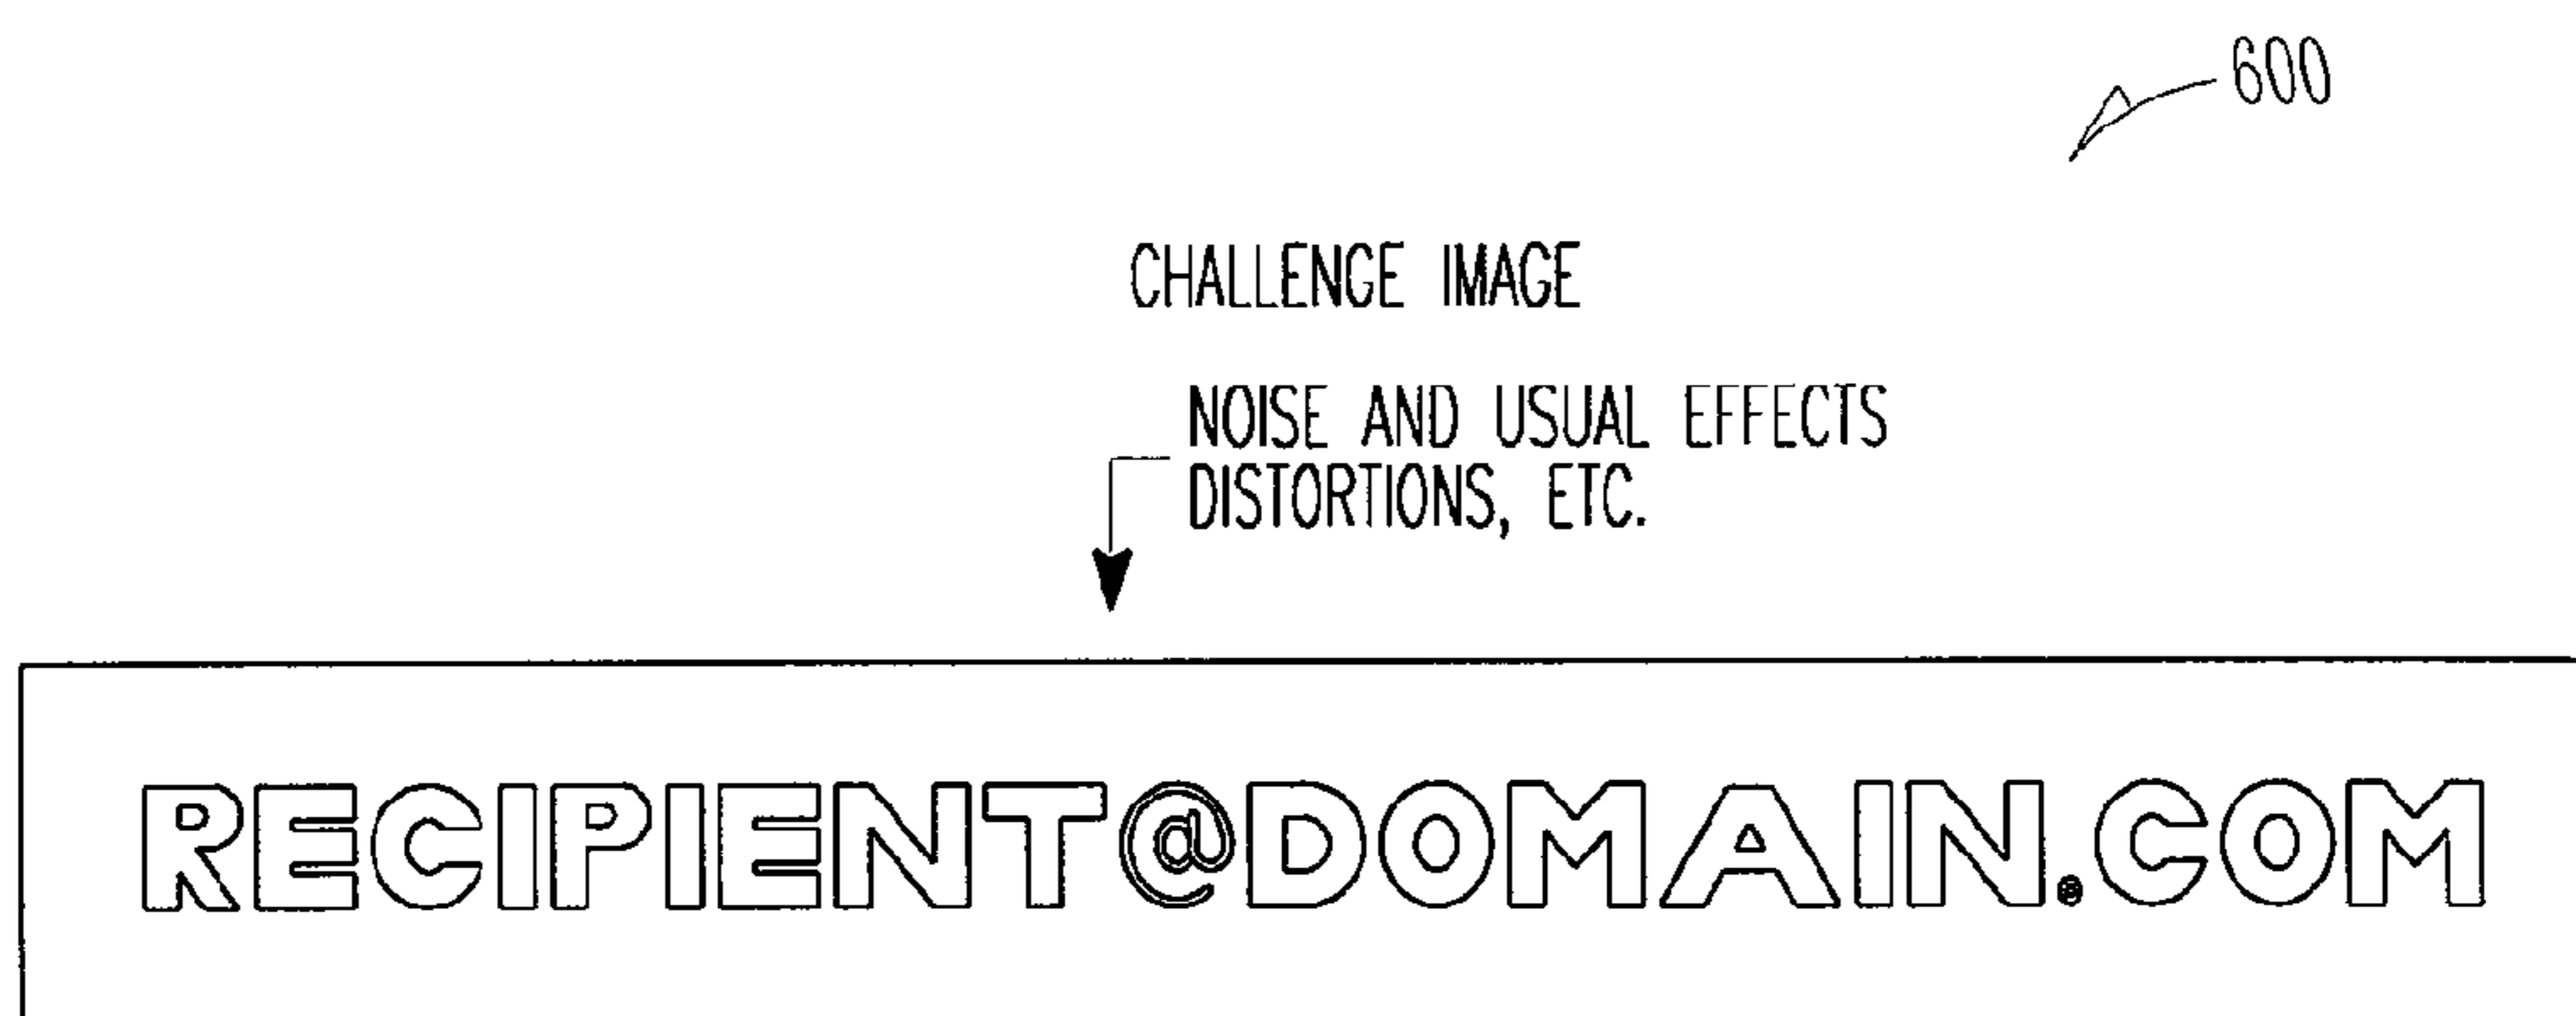 600
CHALLENGE IMAGE
NOISE AND USUAL EFFECTS
DISTORTIONS, ETC.
RECIPIENT@DOMAIN.COM